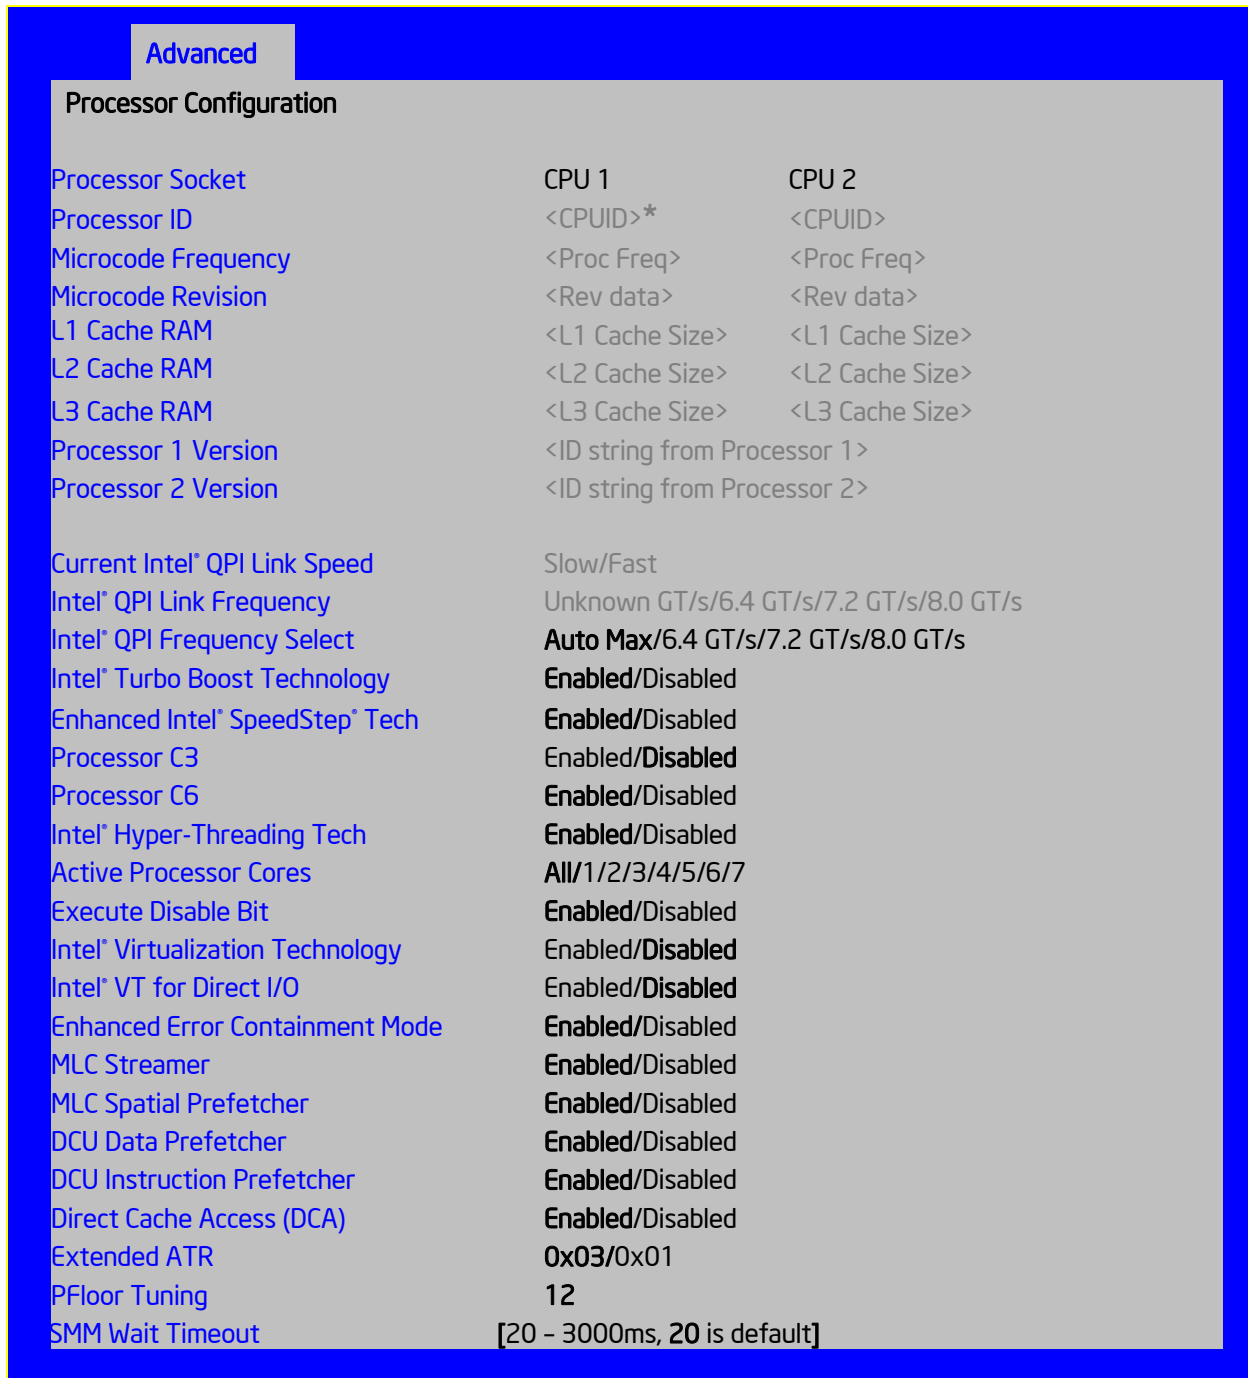 Advanced
Processor Configuration
Processor Socket CPU 1 CPU 2
Processor ID <CPUID>* <CPUID>
Microcode Frequency <Proc Freq> <Proc Freq>
Microcode Revision <Rev data> <Rev data>
L1 Cache RAM <L1 Cache Size> <L1 Cache Size>
L2 Cache RAM <L2 Cache Size> <L2 Cache Size>
L3 Cache RAM <L3 Cache Size> <L3 Cache Size>
Processor 1 Version <ID string from Processor 1>
Processor 2 Version <ID string from Processor 2>
Current Intel® QPI Link Speed Slow/Fast
Intel® QPI Link Frequency Unknown GT/s/6.4 GT/s/7.2 GT/s/8.0 GT/s
Intel® QPI Frequency Select Auto Max/6.4 GT/s/7.2 GT/s/8.0 GT/s
Intel® Turbo Boost Technology Enabled/Disabled
Enhanced Intel® SpeedStep® Tech Enabled/Disabled
Processor C3 Enabled/Disabled
Processor C6 Enabled/Disabled
Intel® Hyper-Threading Tech Enabled/Disabled
Active Processor Cores All/1/2/3/4/5/6/7
Execute Disable Bit Enabled/Disabled
Intel® Virtualization Technology Enabled/Disabled
Intel® VT for Direct I/O Enabled/Disabled
Enhanced Error Containment Mode Enabled/Disabled
MLC Streamer Enabled/Disabled
MLC Spatial Prefetcher Enabled/Disabled
DCU Data Prefetcher Enabled/Disabled
DCU Instruction Prefetcher Enabled/Disabled
Direct Cache Access (DCA) Enabled/Disabled
Extended ATR 0x03/0x01
PFloor Tuning 12
SMM Wait Timeout [20 – 3000ms, 20 is default]